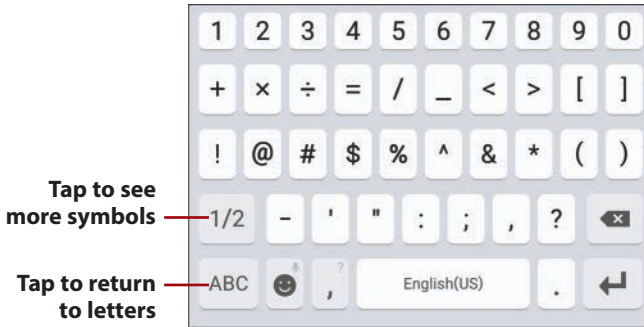 1 2 3 4 5 6 7 8 9 0
+ × ÷ = / _ < > [ ]
! @ # $ % ^ & * ( )
Tap to see
more symbols
1/2 - ' " : ; , ?
Tap to return
to letters
ABC , ? English(US) .